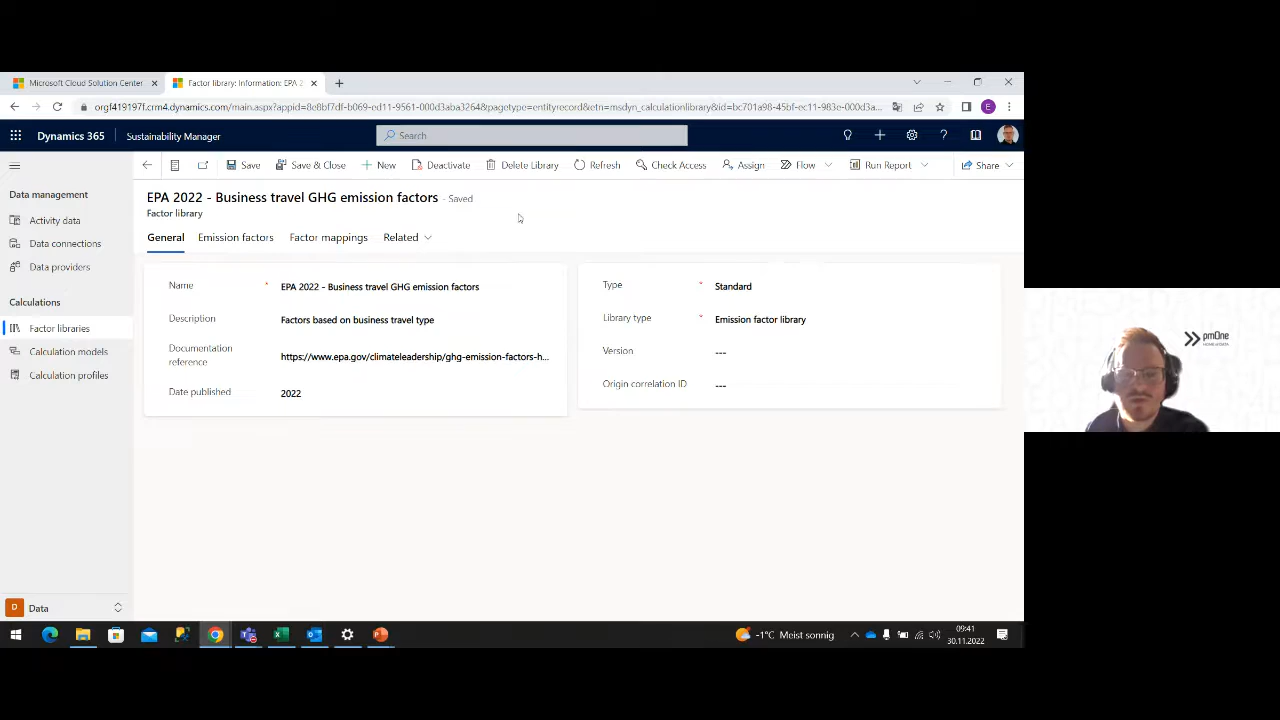 Microsoft Cloud Solution Center
Factor library: Information: EPA 2
orgf419197f.crm4.dynamics.com/main.aspx?appid=8e8bf7df-b069-ed11-9561-000d3aba3264&pagetype=entityrecord&etn=msdyn_calculationlibrary&id=bc701a98-45bf-ec11-983e-000d3a...
E
Dynamics 365
Sustainability Manager
Search
Save
Save & Close
New
Deactivate
Delete Library
Refresh
Check Access
Assign
Flow
Run Report
Share
Data management
Activity data
Data connections
Data providers
Calculations
Factor libraries
Calculation models
Calculation profiles
D
Data
EPA 2022 - Business travel GHG emission factors - Saved
Factor library
General
Emission factors
Factor mappings
Related
Name * EPA 2022 - Business travel GHG emission factors
Description Factors based on business travel type
Documentation
reference
https://www.epa.gov/climateleadership/ghg-emission-factors-h...
Date published 2022
Type * Standard
Library type * Emission factor library
Version ---
Origin correlation ID ---
pmOne
-1°C Meist sonnig
09:41
30.11.2022